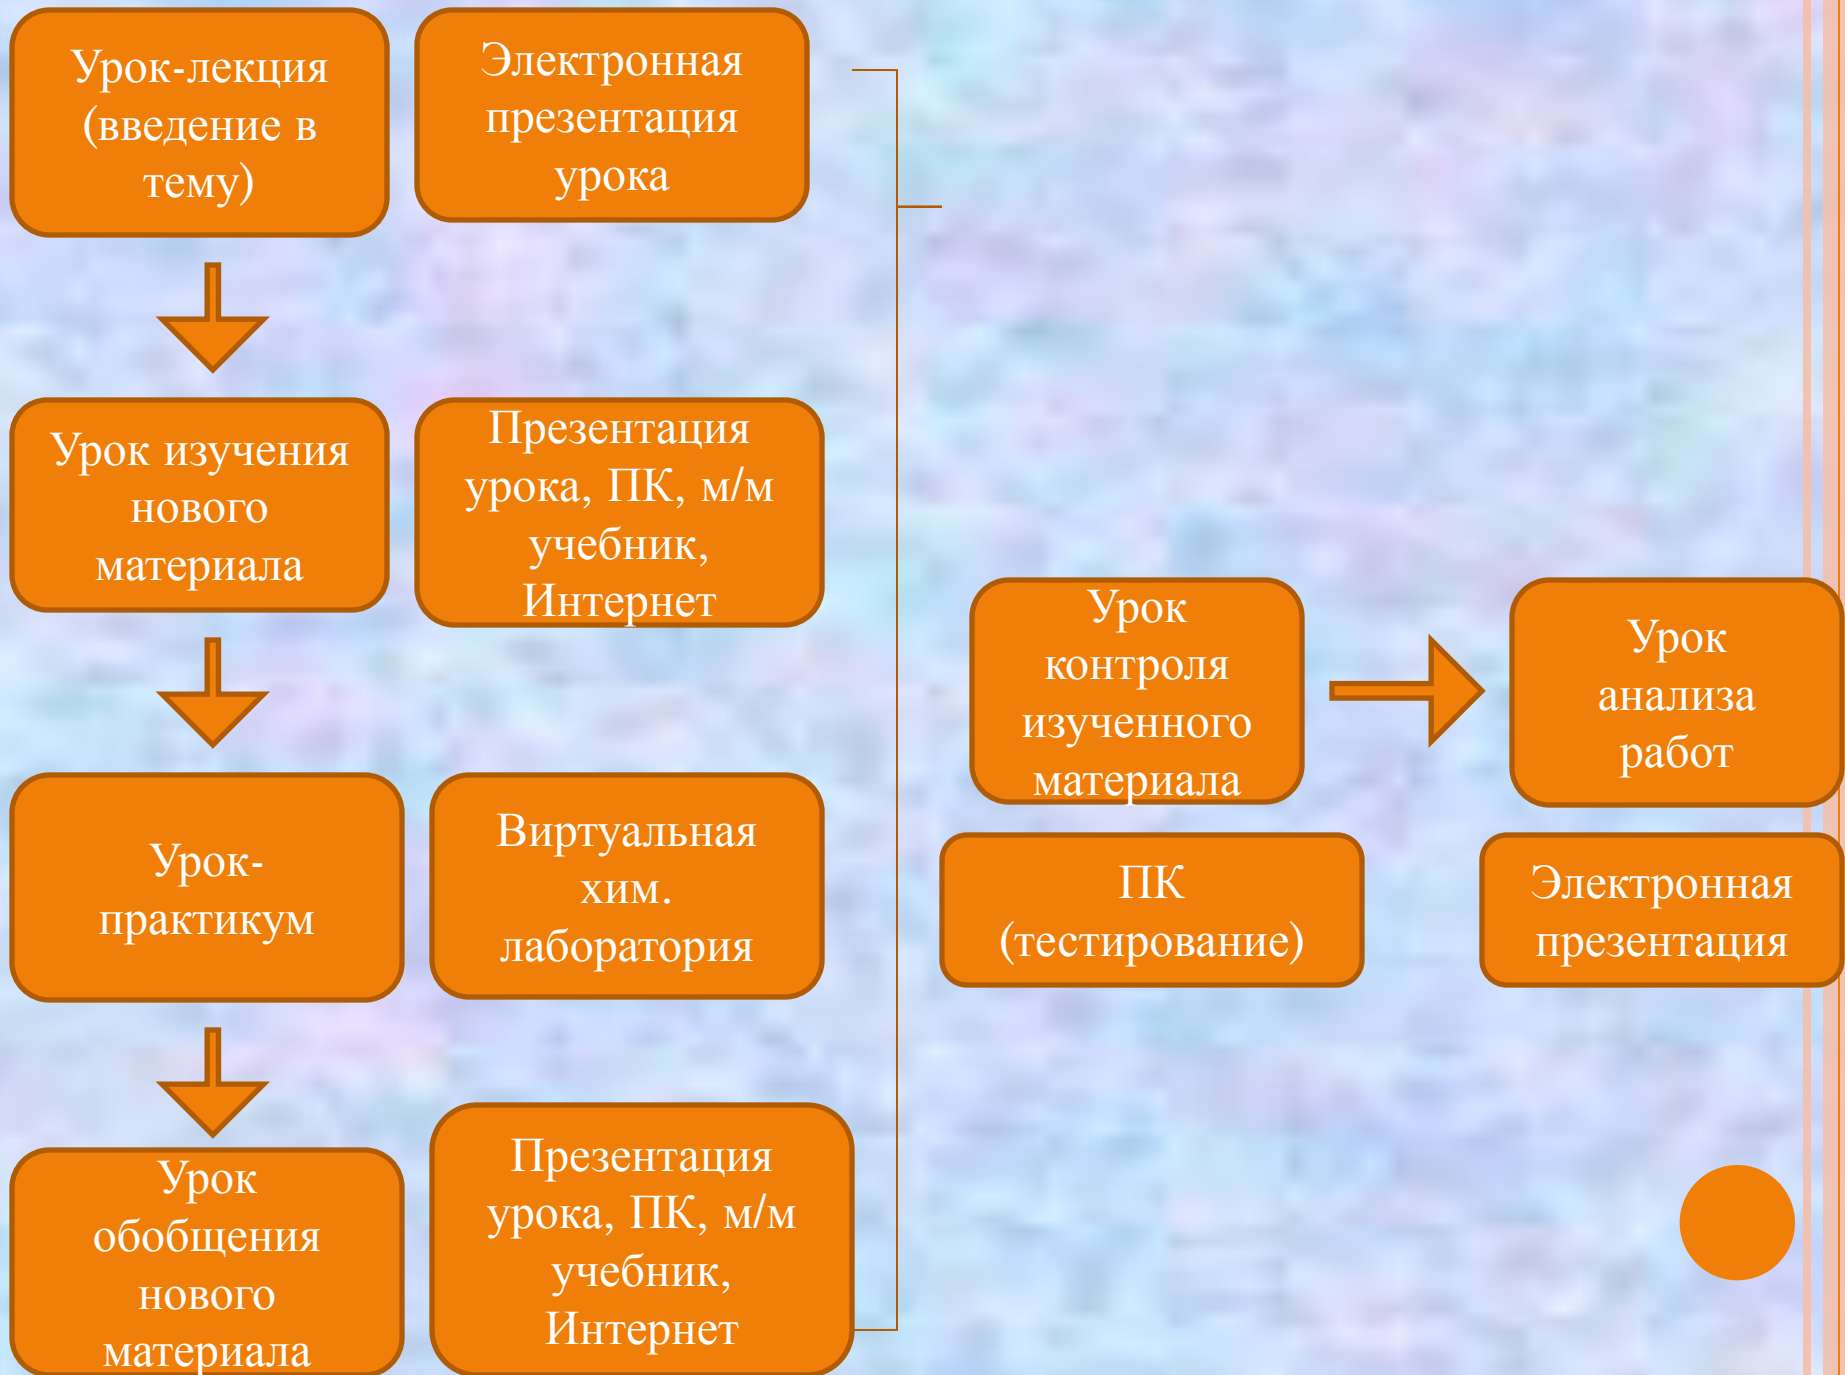 Урок-лекция
(введение в
тему)
Электронная
презентация
урока
Урок изучения
нового
материала
Презентация
урока, ПК, м/м
учебник,
Интернет
Урок-
практикум
Виртуальная
хим.
лаборатория
Урок
обобщения
нового
материала
Презентация
урока, ПК, м/м
учебник,
Интернет
Урок
контроля
изученного
материала
Урок
анализа
работ
ПК
(тестирование)
Электронная
презентация